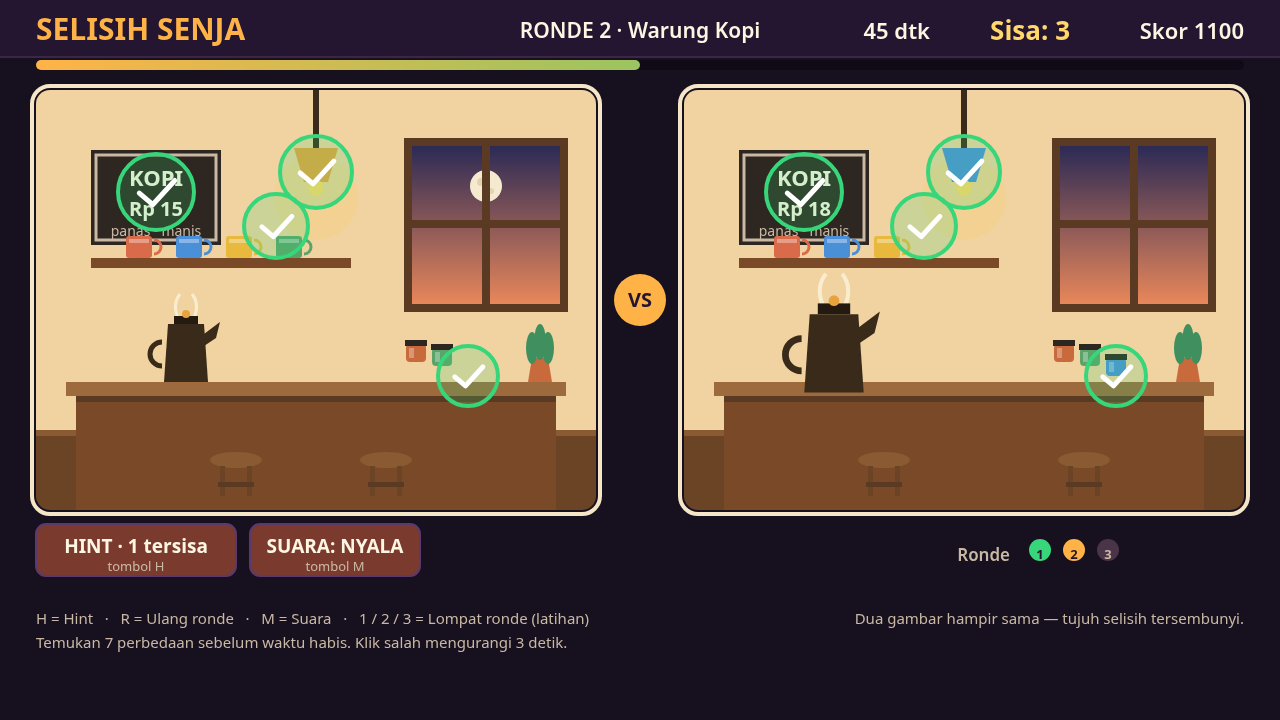 SELISIH SENJA
RONDE 2 · Warung Kopi
45 dtk
Sisa: 3
Skor 1100
KOPI
Rp 15
panas manis
KOPI
Rp 18
panas manis
VS
HINT · 1 tersisa
tombol H
SUARA: NYALA
tombol M
Ronde 1 2 3
H = Hint · R = Ulang ronde · M = Suara · 1 / 2 / 3 = Lompat ronde (latihan)
Dua gambar hampir sama — tujuh selisih tersembunyi.
Temukan 7 perbedaan sebelum waktu habis. Klik salah mengurangi 3 detik.